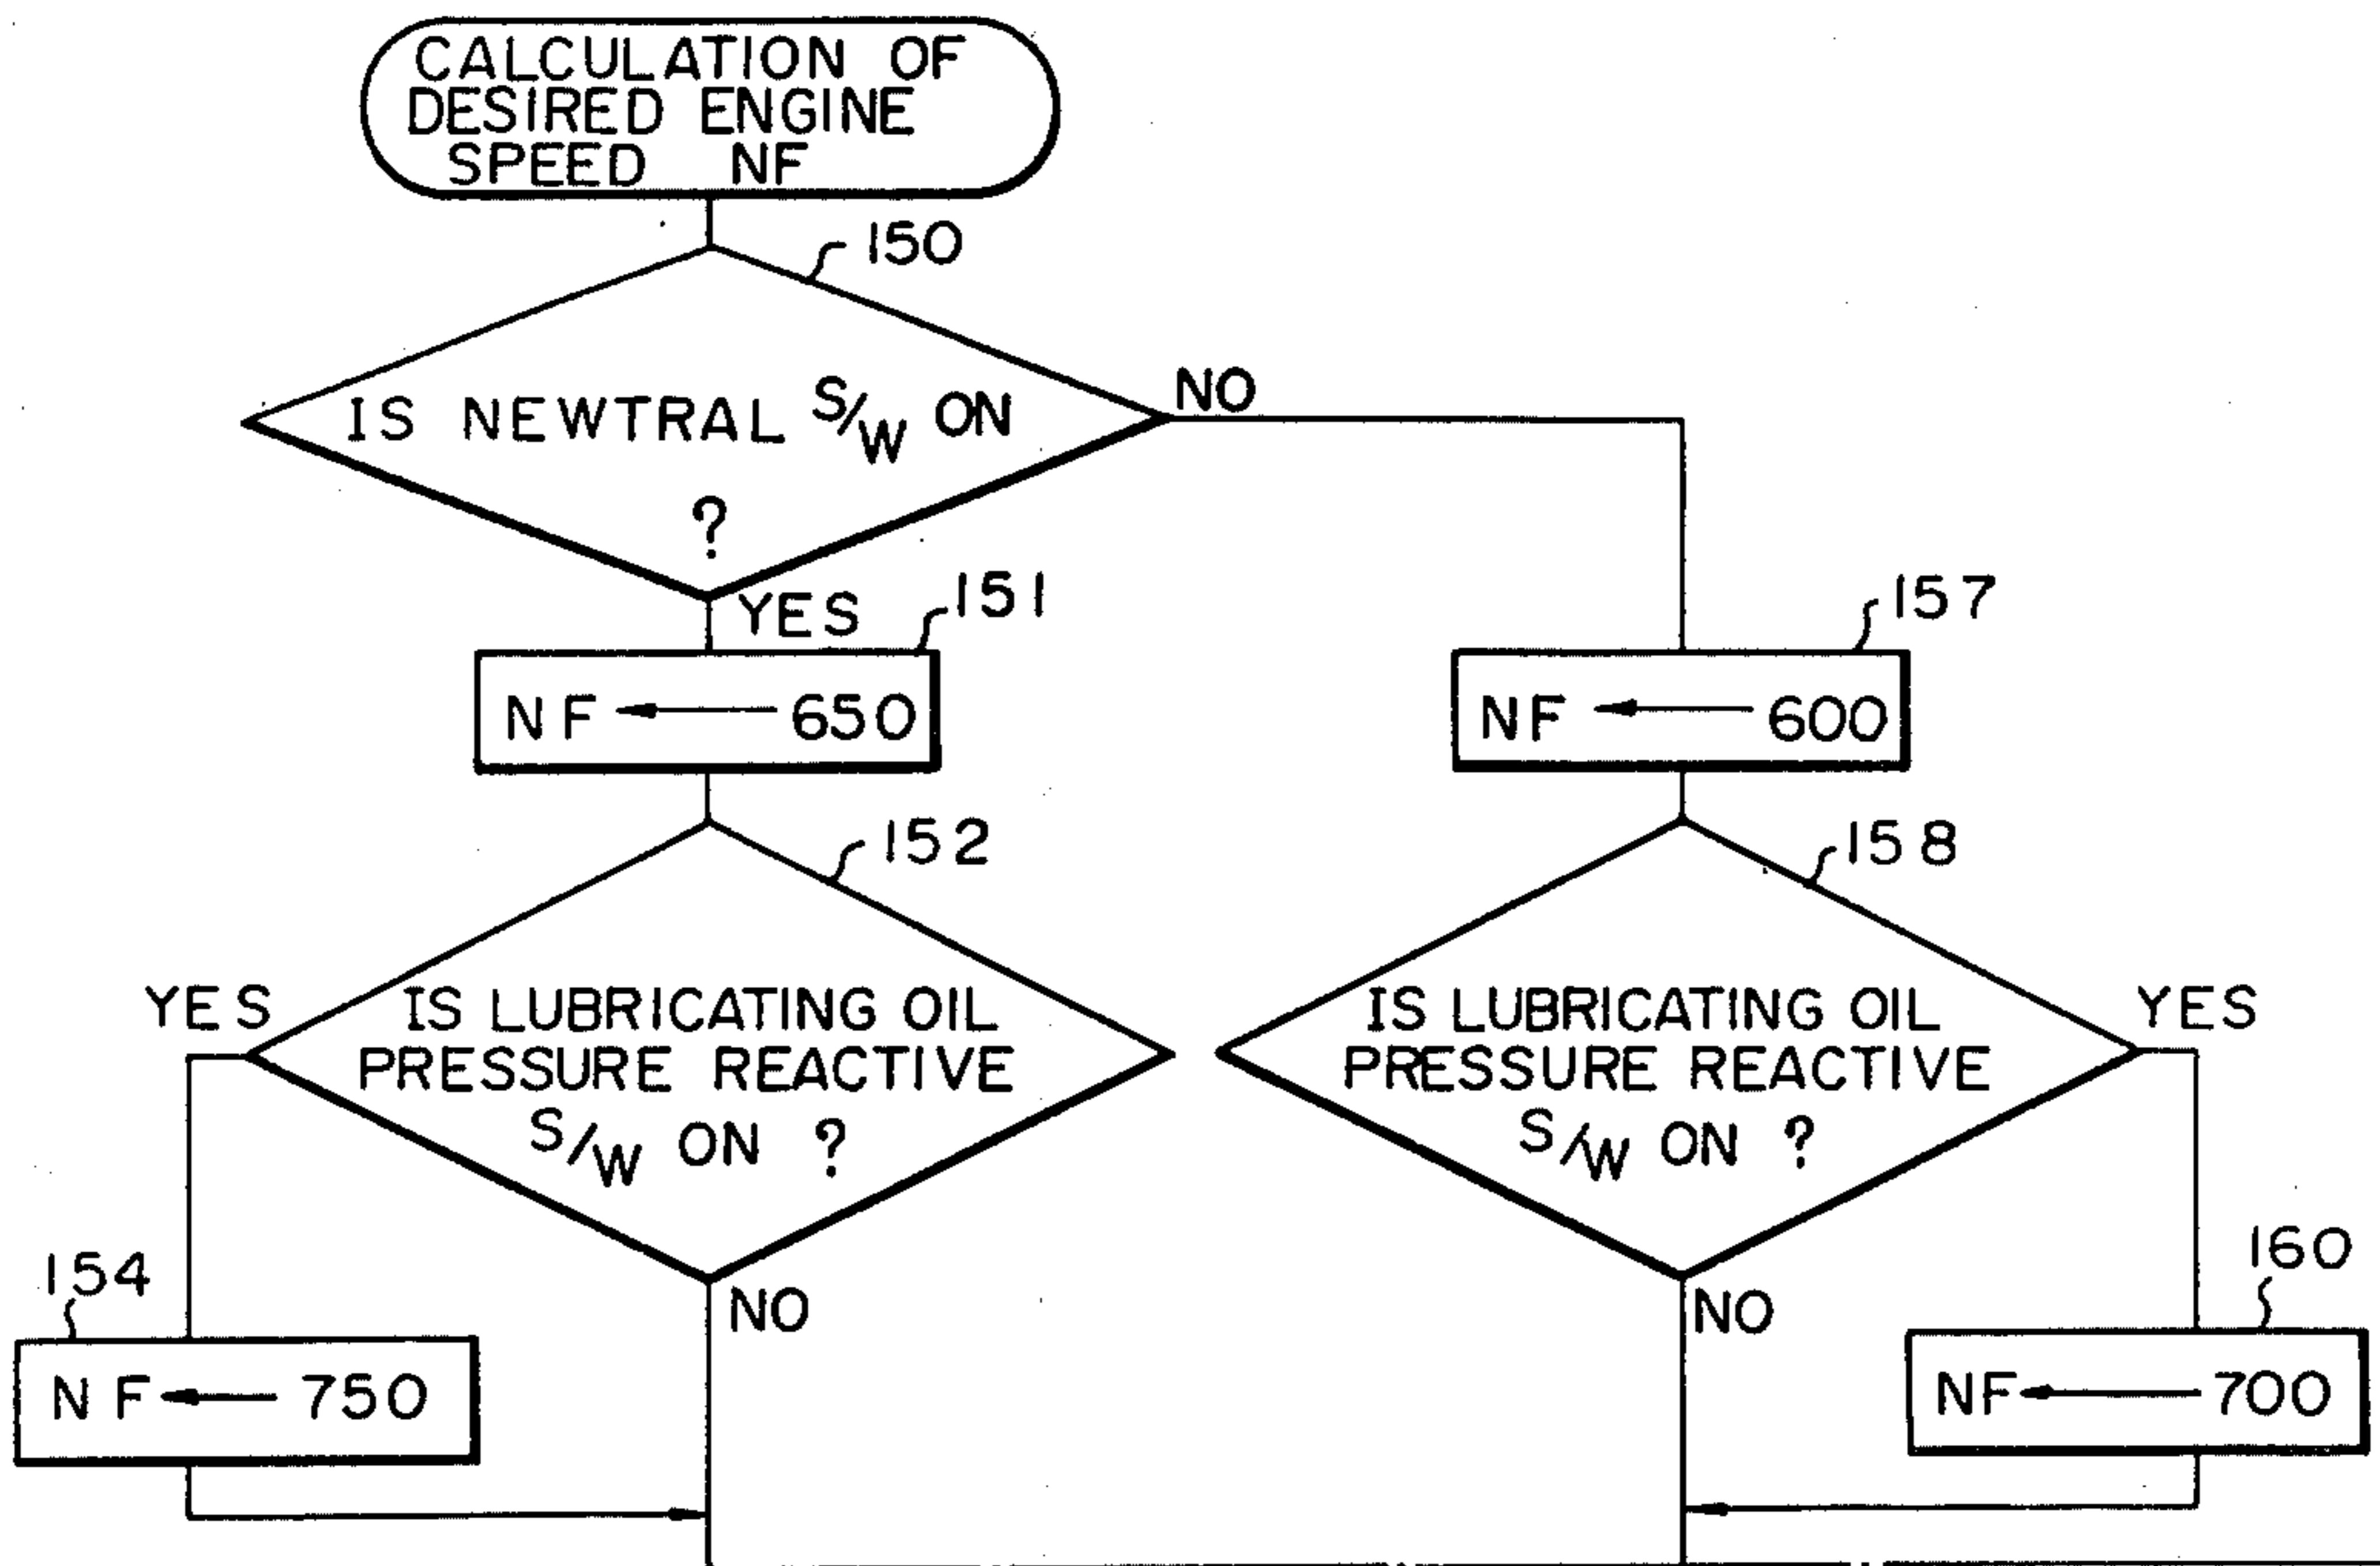 CALCULATION OF
DESIRED ENGINE
SPEED NF
150
IS NEWTRAL S/W ON
?
NO
YES
151
157
NF ← 650
NF ← 600
152
158
YES
IS LUBRICATING OIL
PRESSURE REACTIVE
S/W ON ?
IS LUBRICATING OIL
PRESSURE REACTIVE
S/W ON ?
YES
154
NO
NO
160
NF ← 750
NF ← 700